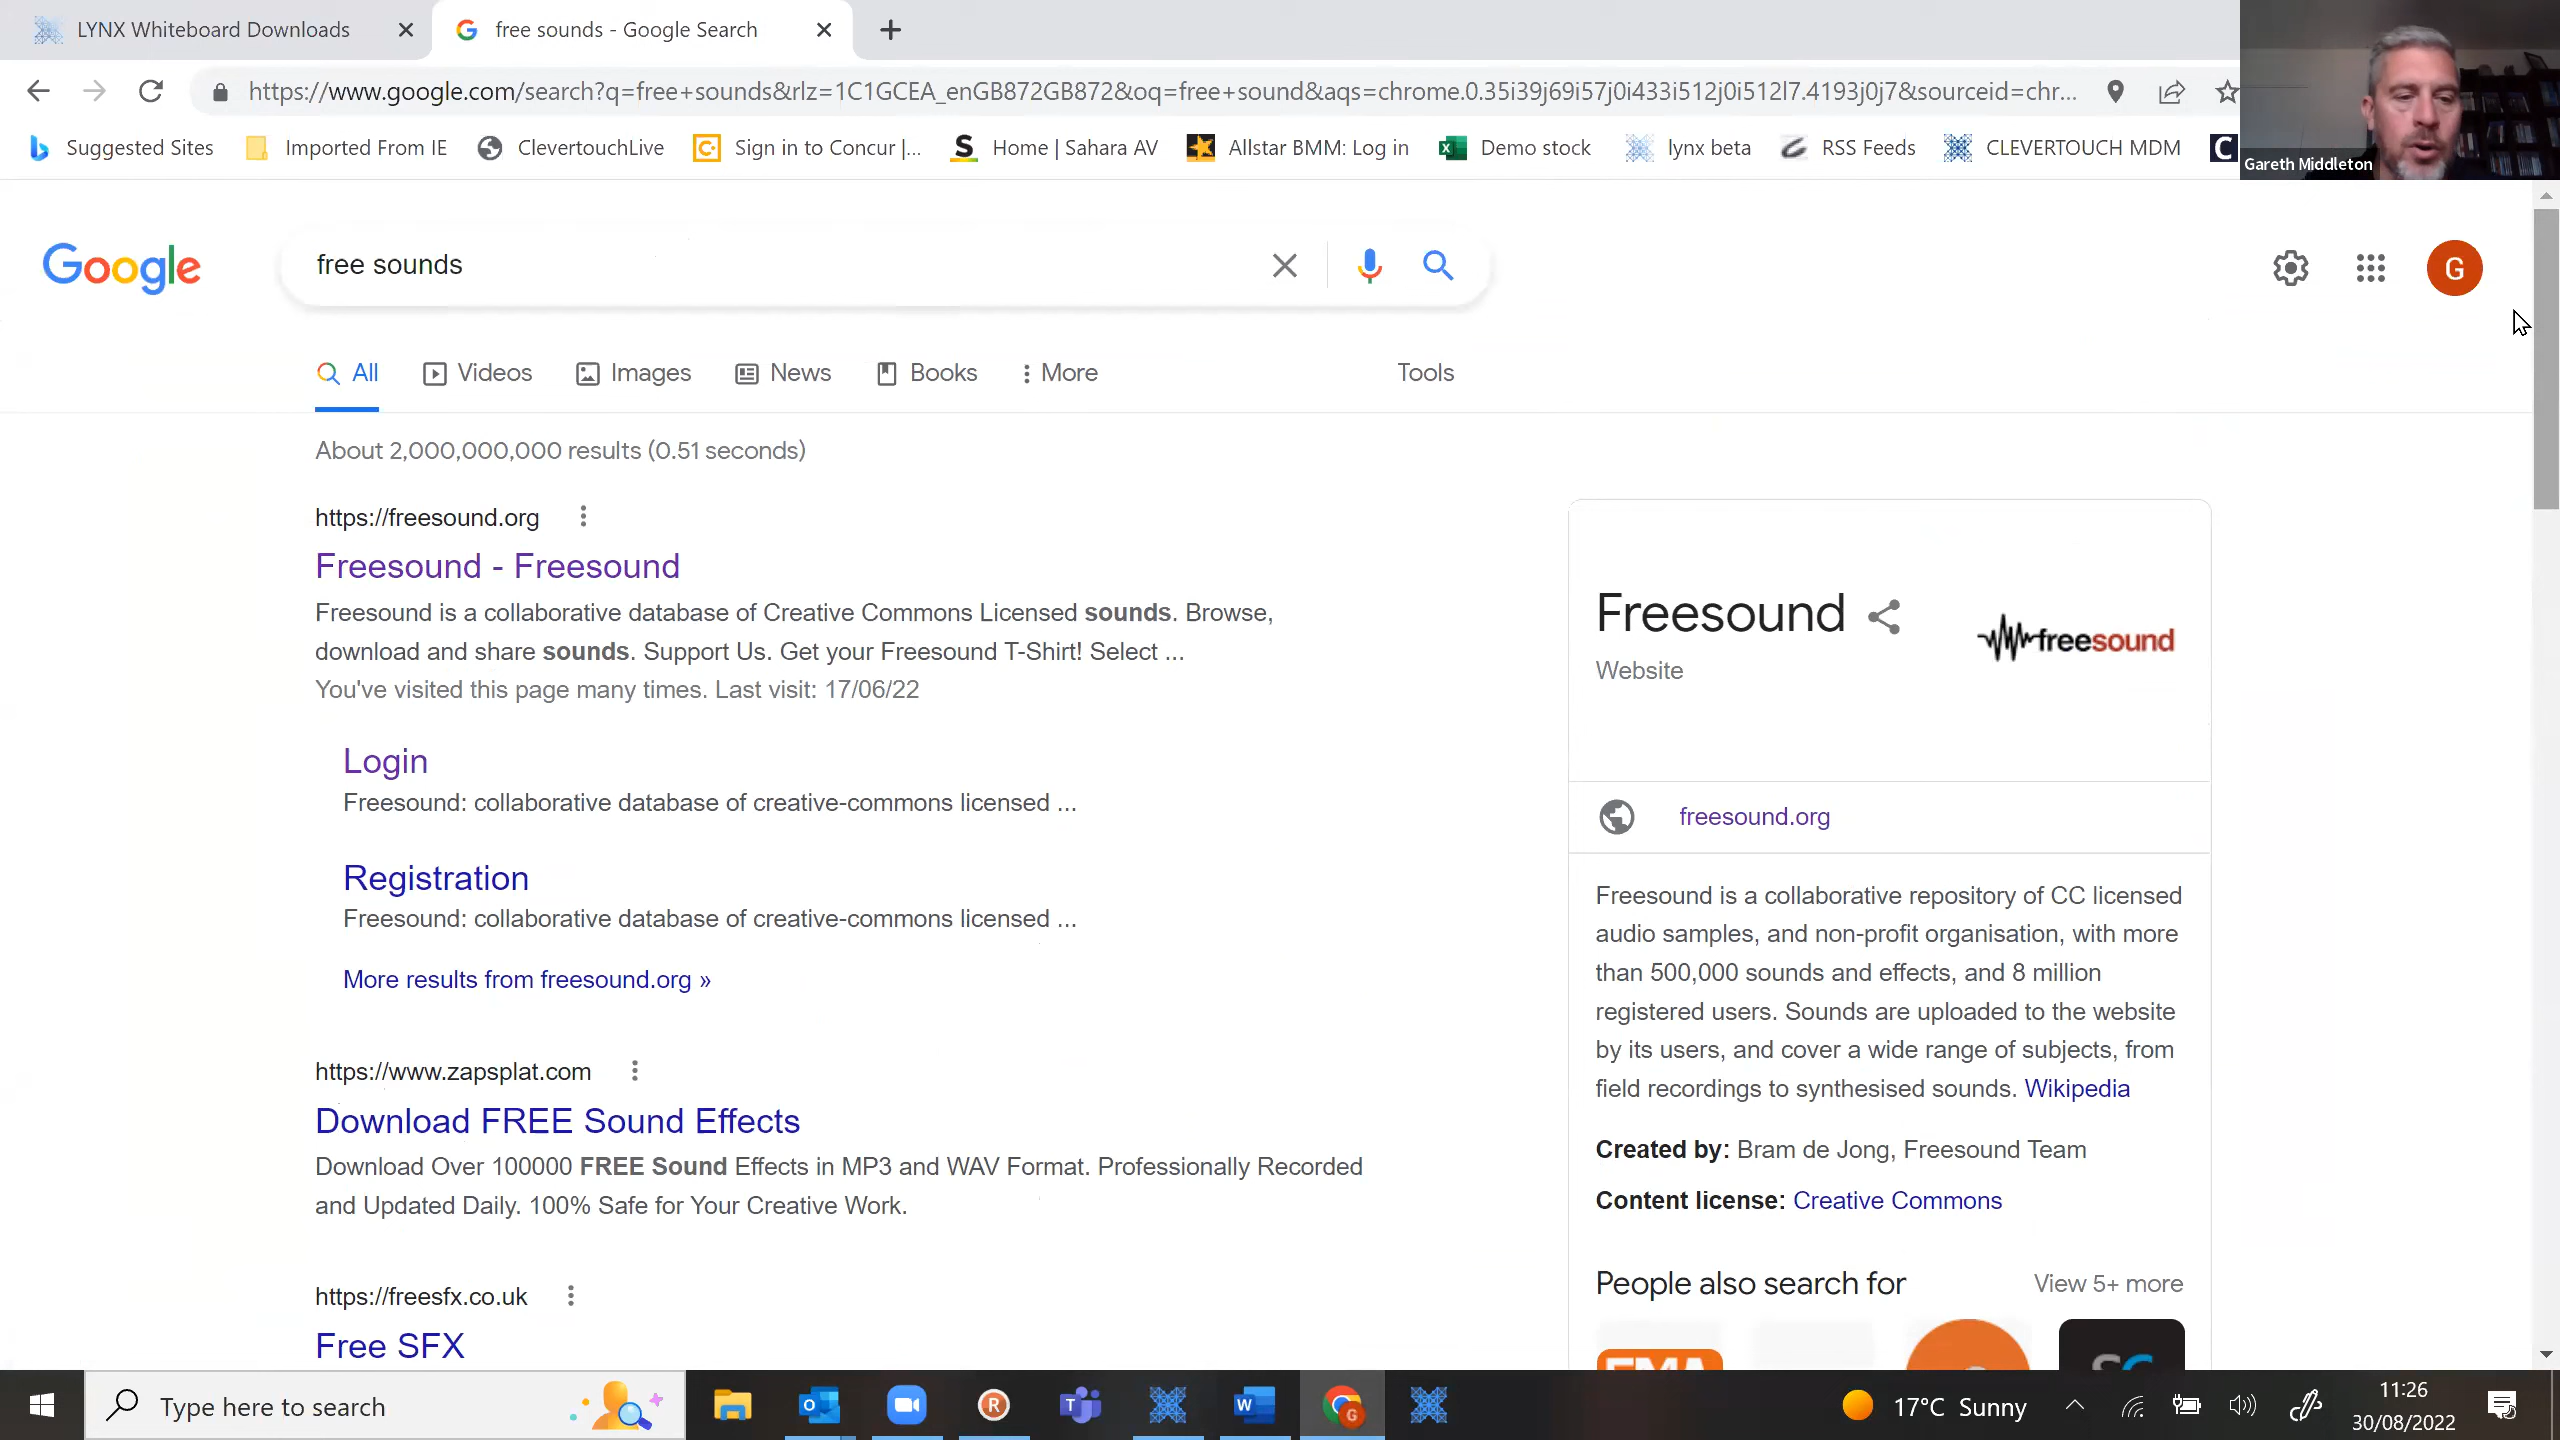 LYNX Whiteboard Downloads
free sounds - Google Search
https://www.google.com/search?q=free+sounds&rlz=1C1GCEA_enGB872GB872&oq=free+sound&aqs=chrome.0.35i39j69i57j0i433i512j0i512l7.4193j0j7&sourceid=chr...
Suggested Sites
Imported From IE
ClevertouchLive
Sign in to Concur |...
Home | Sahara AV
Allstar BMM: Log in
Demo stock
lynx beta
RSS Feeds
CLEVERTOUCH MDM
Gareth Middleton
Google
free sounds
G
All
Videos
Images
News
Books
More
Tools
About 2,000,000,000 results (0.51 seconds)
https://freesound.org
Freesound - Freesound
Freesound is a collaborative database of Creative Commons Licensed sounds. Browse,
download and share sounds. Support Us. Get your Freesound T-Shirt! Select ...
You've visited this page many times. Last visit: 17/06/22
Login
Freesound: collaborative database of creative-commons licensed ...
Registration
Freesound: collaborative database of creative-commons licensed ...
More results from freesound.org »
https://www.zapsplat.com
Download FREE Sound Effects
Download Over 100000 FREE Sound Effects in MP3 and WAV Format. Professionally Recorded
and Updated Daily. 100% Safe for Your Creative Work.
https://freesfx.co.uk
Free SFX
Freesound
freesound
Website
freesound.org
Freesound is a collaborative repository of CC licensed
audio samples, and non-profit organisation, with more
than 500,000 sounds and effects, and 8 million
registered users. Sounds are uploaded to the website
by its users, and cover a wide range of subjects, from
field recordings to synthesised sounds. Wikipedia
Created by: Bram de Jong, Freesound Team
Content license: Creative Commons
People also search for
View 5+ more
Type here to search
17°C Sunny
11:26
30/08/2022